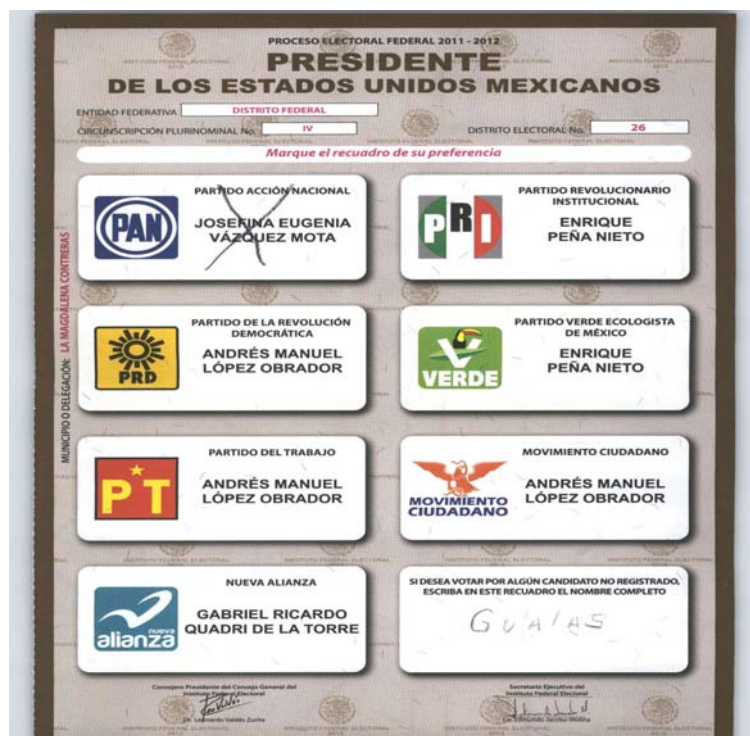 PROCESO ELECTORAL FEDERAL 2011 - 2012
PRESIDENTE
DE LOS ESTADOS UNIDOS MEXICANOS
ENTIDAD FEDERATIVA DISTRITO FEDERAL
CIRCUNSCRIPCIÓN PLURINOMINAL No. IV DISTRITO ELECTORAL No. 26
Marque el recuadro de su preferencia
MUNICIPIO O DELEGACIÓN: LA MAGDALENA CONTRERAS
PAN
PARTIDO ACCIÓN NACIONAL
JOSEFINA EUGENIA
VÁZQUEZ MOTA
PRI
PARTIDO REVOLUCIONARIO
INSTITUCIONAL
ENRIQUE
PEÑA NIETO
PRD
PARTIDO DE LA REVOLUCIÓN
DEMOCRÁTICA
ANDRÉS MANUEL
LÓPEZ OBRADOR
VERDE
PARTIDO VERDE ECOLOGISTA
DE MÉXICO
ENRIQUE
PEÑA NIETO
PT
PARTIDO DEL TRABAJO
ANDRÉS MANUEL
LÓPEZ OBRADOR
MOVIMIENTO
CIUDADANO
MOVIMIENTO CIUDADANO
ANDRÉS MANUEL
LÓPEZ OBRADOR
nueva
alianza
NUEVA ALIANZA
GABRIEL RICARDO
QUADRI DE LA TORRE
SI DESEA VOTAR POR ALGÚN CANDIDATO NO REGISTRADO,
ESCRIBA EN ESTE RECUADRO EL NOMBRE COMPLETO
Consejero Presidente del Consejo General del
Instituto Federal Electoral
Lic. Leonardo Valdés Zurita
Secretario Ejecutivo del
Instituto Federal Electoral
Lic. Edmundo Jacobo Molina